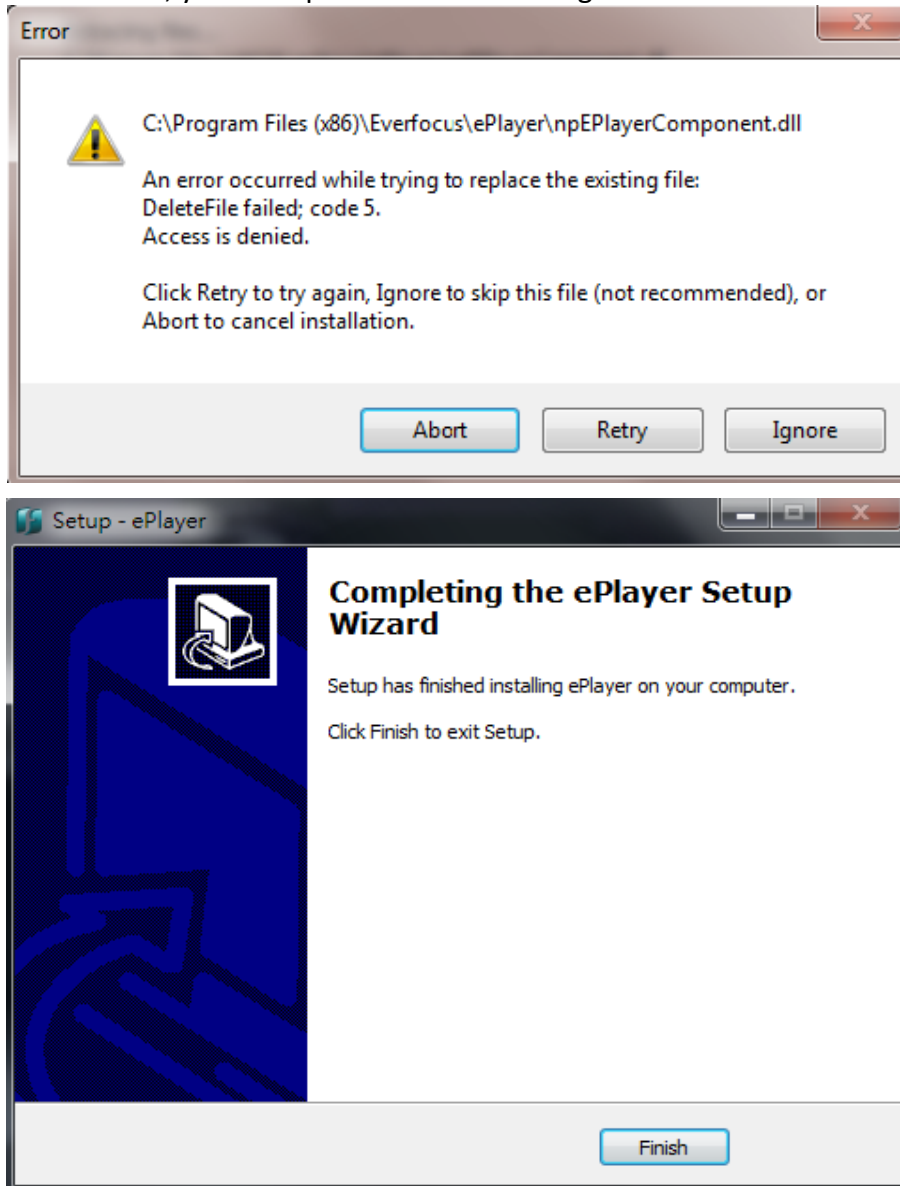 Error
C:\Program Files (x86)\Everfocus\ePlayer\npEPlayerComponent.dll
An error occurred while trying to replace the existing file:
DeleteFile failed; code 5.
Access is denied.
Click Retry to try again, Ignore to skip this file (not recommended), or
Abort to cancel installation.
Abort Retry Ignore
Setup - ePlayer
Completing the ePlayer Setup
Wizard
Setup has finished installing ePlayer on your computer.
Click Finish to exit Setup.
Finish